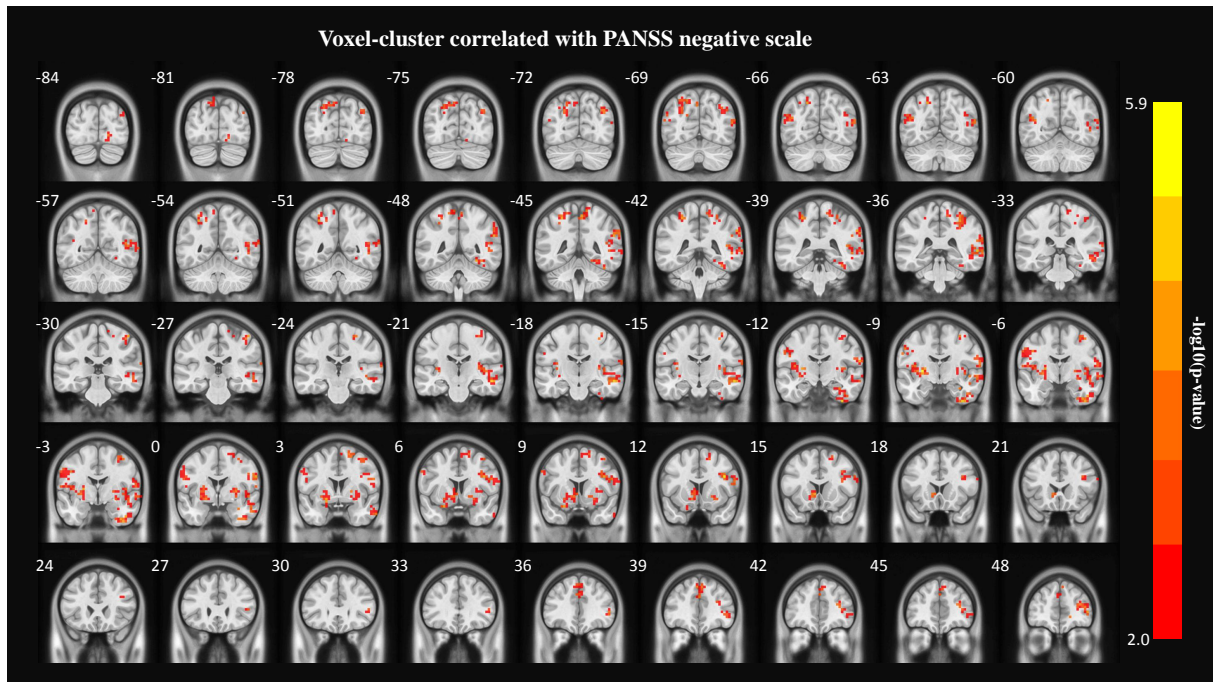 Voxel-cluster correlated with PANSS negative scale
-84 -81 -78 -75 -72 -69 -66 -63 -60
5.9
-57 -54 -51 -48 -45 -42 -39 -36 -33
-log10(p-value)
-30 -27 -24 -21 -18 -15 -12 -9 -6
-3 0 3 6 9 12 15 18 21
24 27 30 33 36 39 42 45 48
2.0